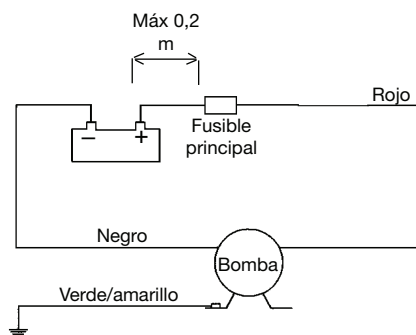 Máx 0,2
m
Rojo
− +
Fusible
principal
Negro
Bomba
Verde/amarillo